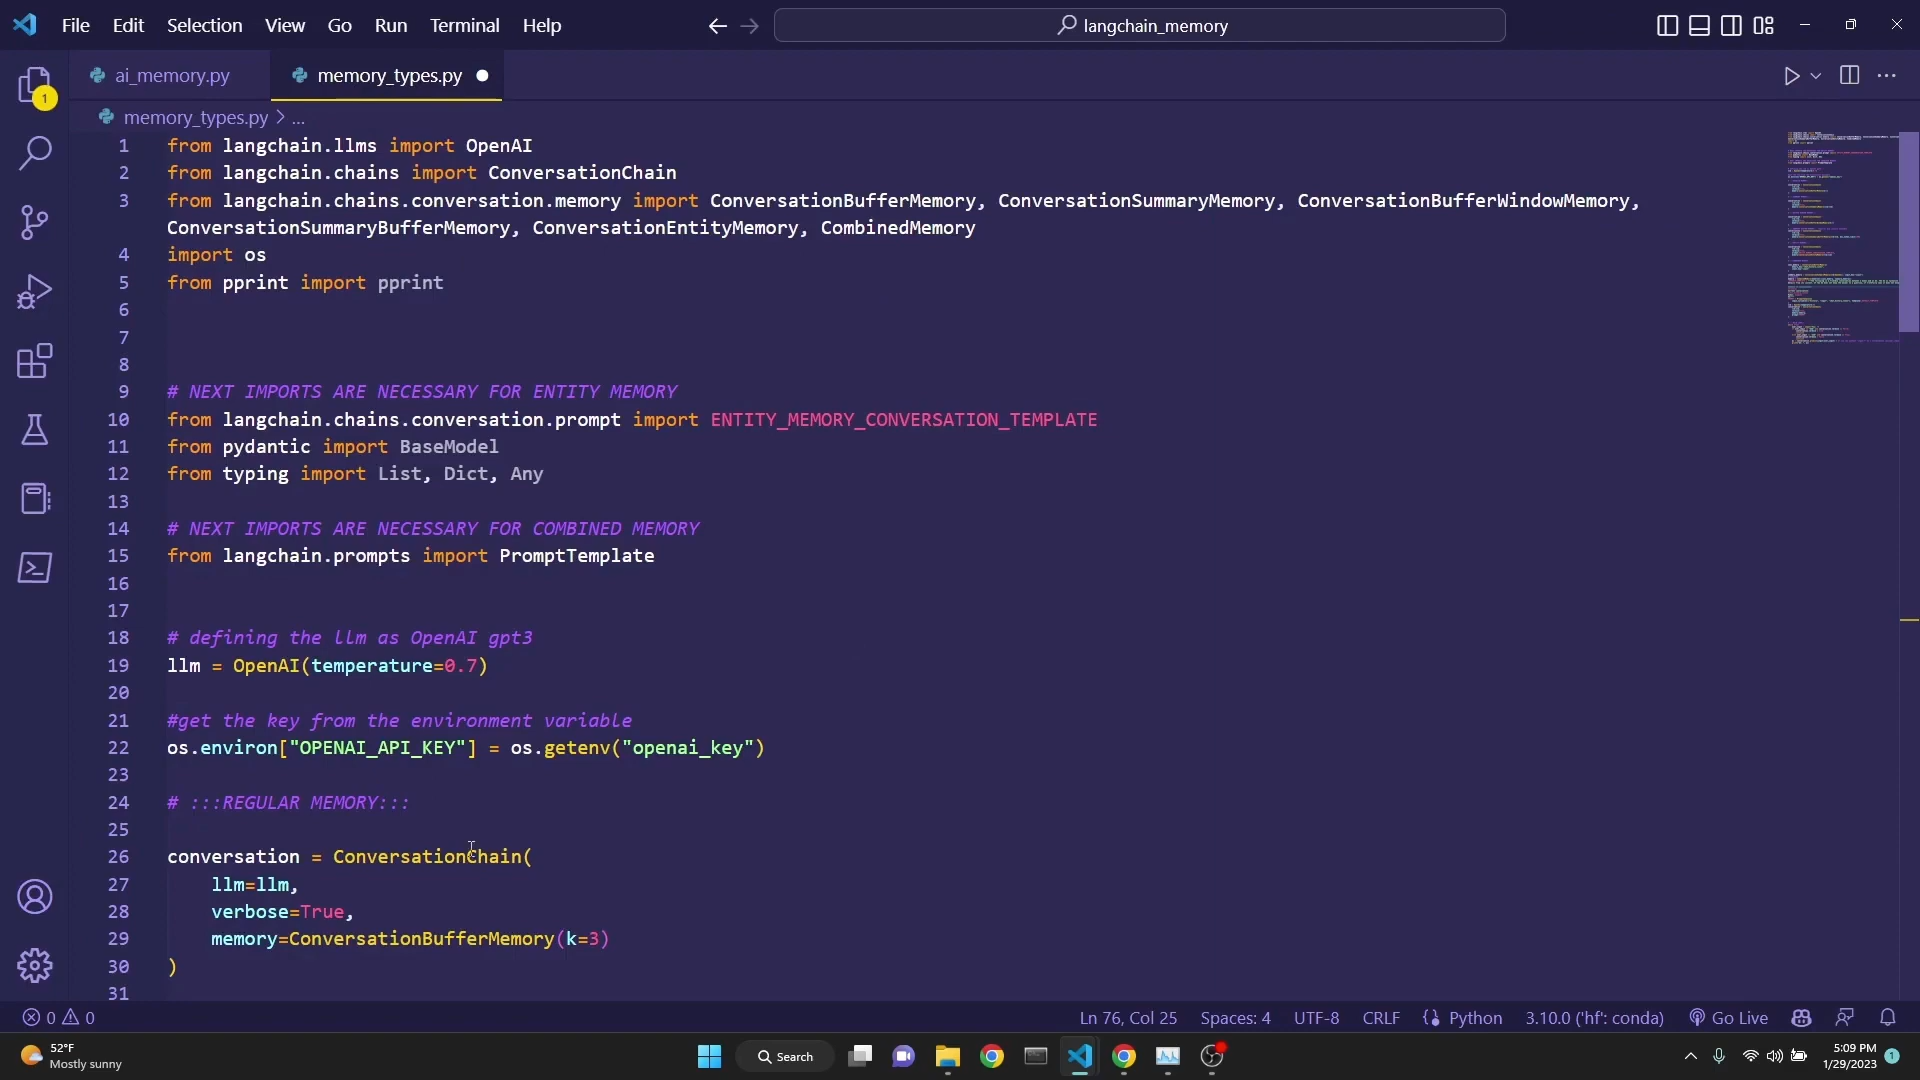 File Edit Selection View Go Run Terminal Help
langchain_memory
1
ai_memory.py
memory_types.py
memory_types.py > ...
1 from langchain.llms import OpenAI
2 from langchain.chains import ConversationChain
3 from langchain.chains.conversation.memory import ConversationBufferMemory, ConversationSummaryMemory, ConversationBufferWindowMemory,
ConversationSummaryBufferMemory, ConversationEntityMemory, CombinedMemory
4 import os
5 from pprint import pprint
6
7
8
9 # NEXT IMPORTS ARE NECESSARY FOR ENTITY MEMORY
10 from langchain.chains.conversation.prompt import ENTITY_MEMORY_CONVERSATION_TEMPLATE
11 from pydantic import BaseModel
12 from typing import List, Dict, Any
13
14 # NEXT IMPORTS ARE NECESSARY FOR COMBINED MEMORY
15 from langchain.prompts import PromptTemplate
16
17
18 # defining the llm as OpenAI gpt3
19 llm = OpenAI(temperature=0.7)
20
21 #get the key from the environment variable
22 os.environ["OPENAI_API_KEY"] = os.getenv("openai_key")
23
24 # :::REGULAR MEMORY:::
25
26 conversation = ConversationChain(
27     llm=llm,
28     verbose=True,
29     memory=ConversationBufferMemory(k=3)
30 )
31
0 0 Ln 76, Col 25 Spaces: 4 UTF-8 CRLF Python 3.10.0 ('hf': conda) Go Live
52°F
Mostly sunny
Search
5:09 PM
1/29/2023
1